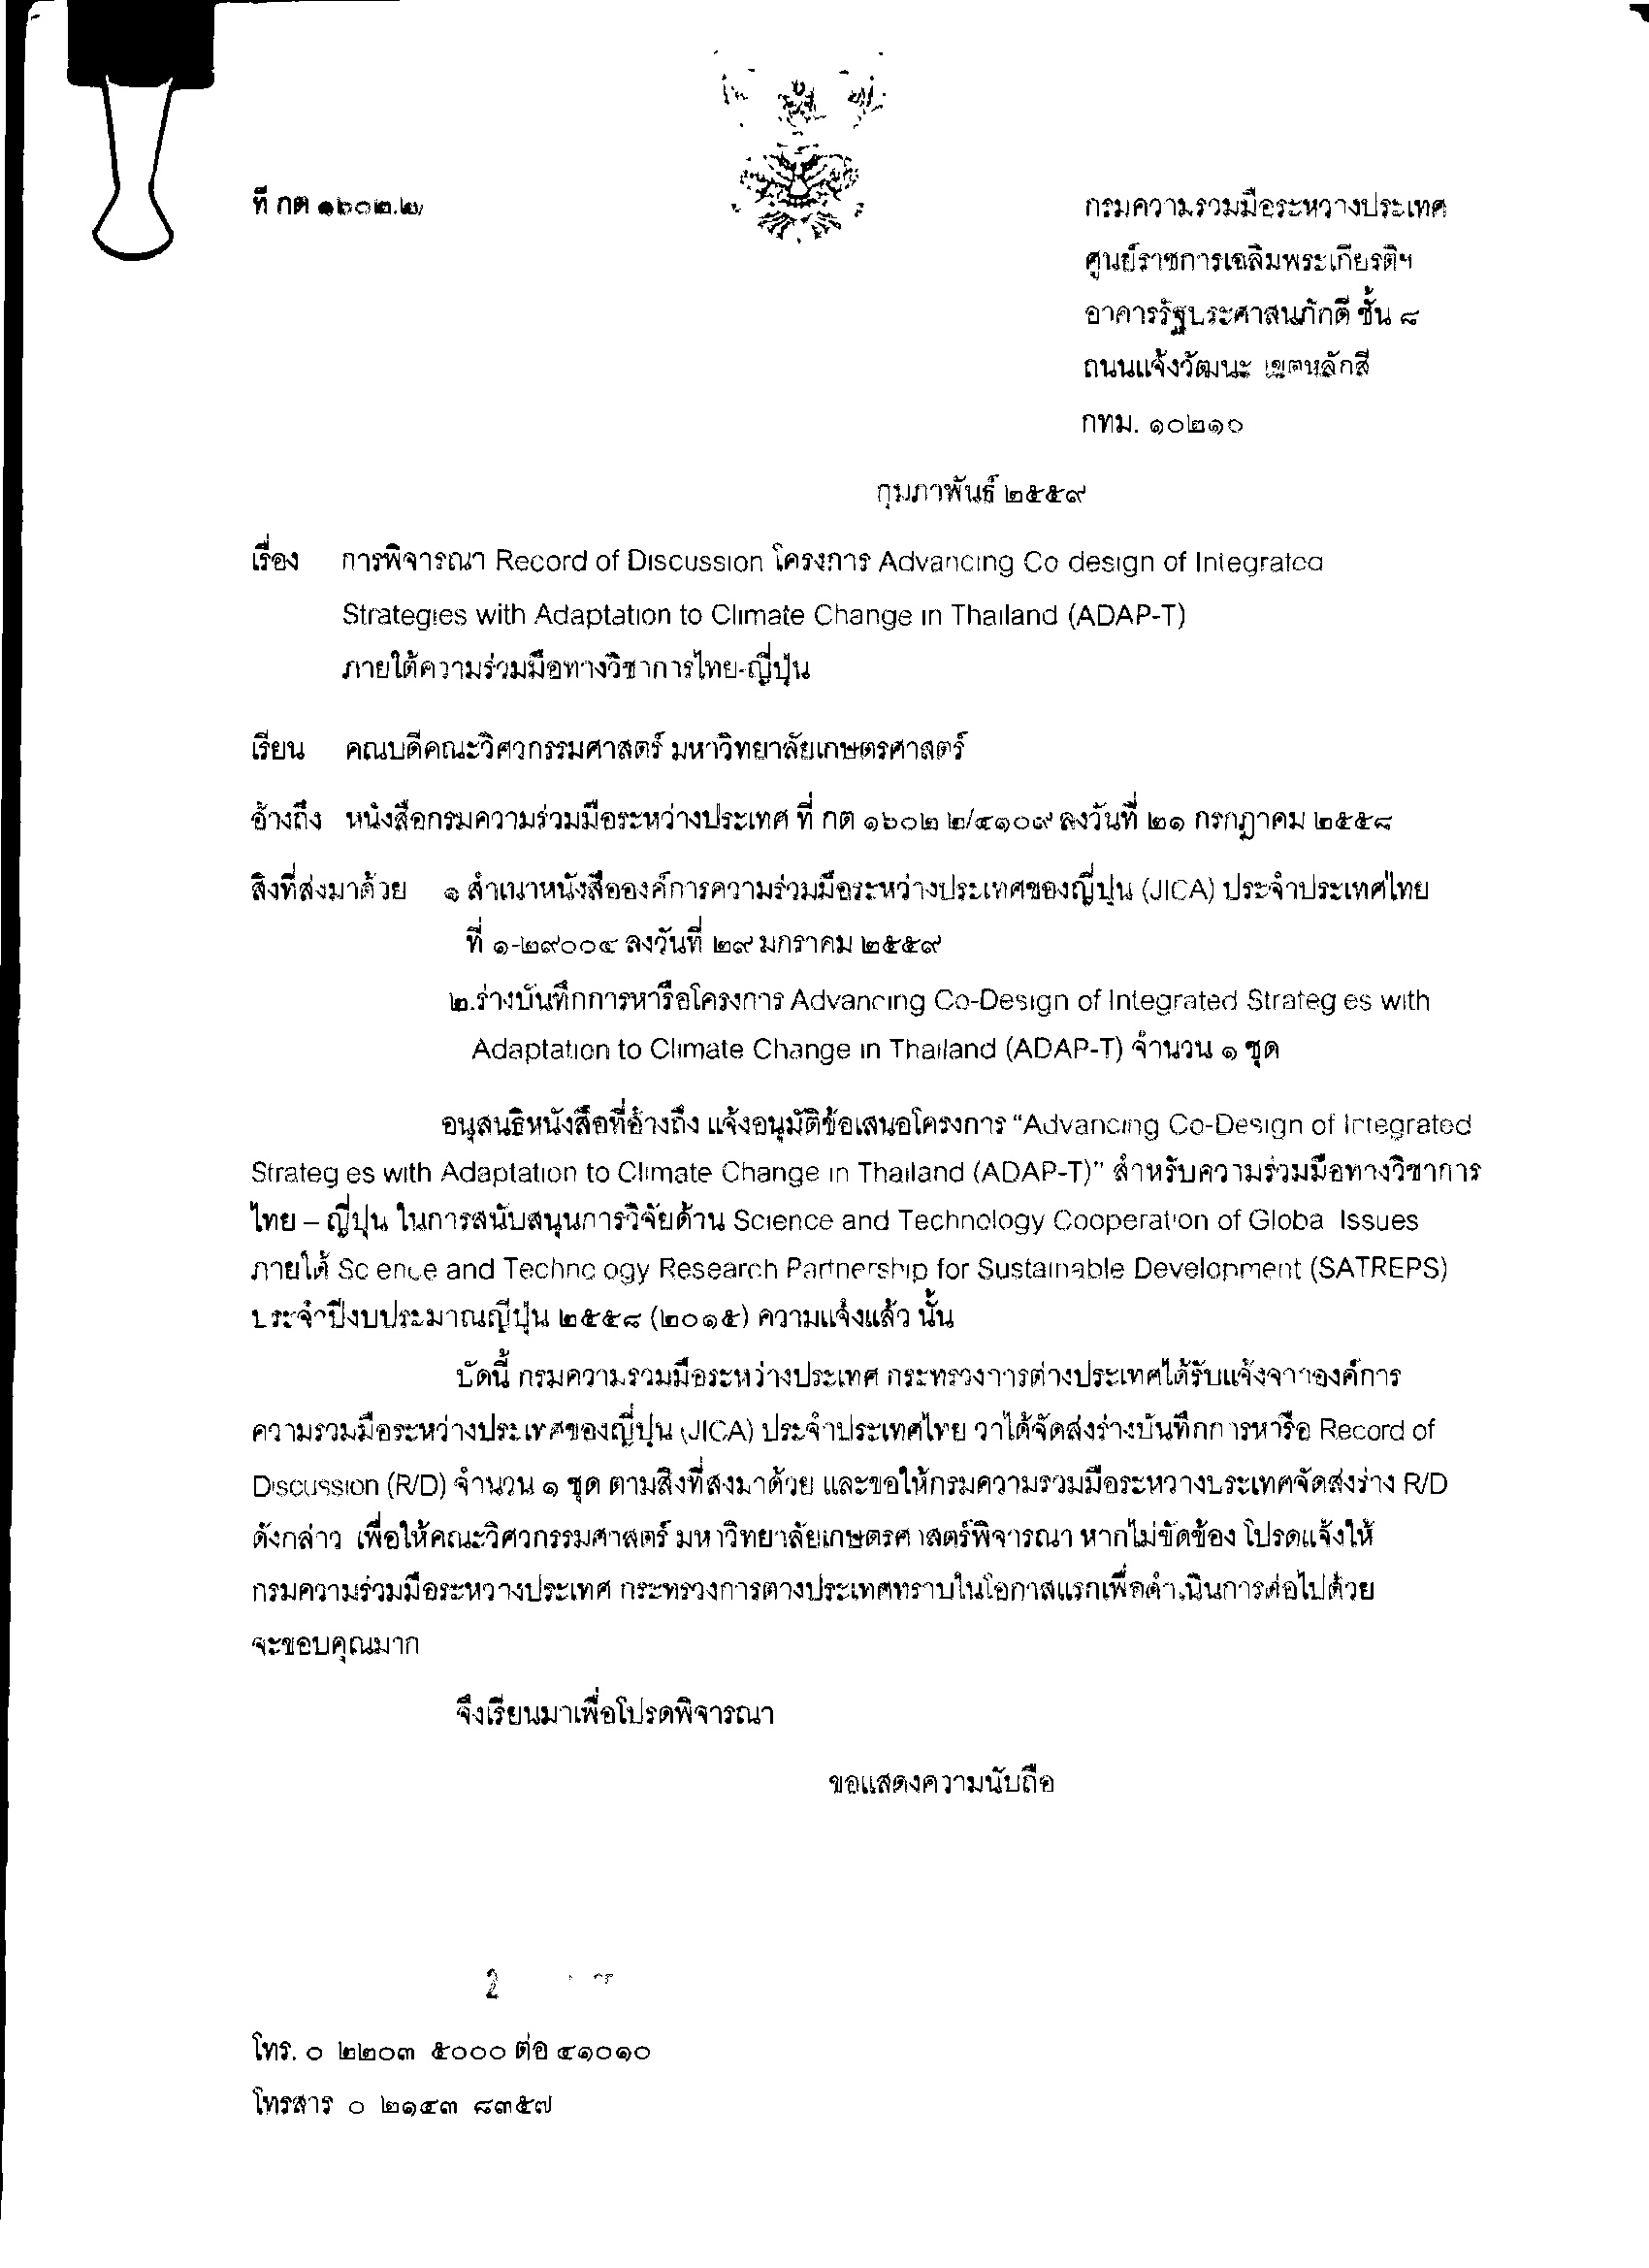 ที่ กต ๑๖๐๒.๒/
กรมความร่วมมือระหว่างประเทศ
ศูนย์ราชการเฉลิมพระเกียรติฯ
อาคารรัฐประศาสนภักดี ชั้น ๘
ถนนแจ้งวัฒนะ เขตหลักสี่
กทม. ๑๐๒๑๐
กุมภาพันธ์ ๒๕๕๙
เรื่อง การพิจารณา Record of Discussion โครงการ Advancing Co design of Integrated
Strategies with Adaptation to Climate Change in Thailand (ADAP-T)
ภายใต้ความร่วมมือทางวิชาการไทย-ญี่ปุ่น
เรียน คณบดีคณะวิศวกรรมศาสตร์ มหาวิทยาลัยเกษตรศาสตร์
อ้างถึง หนังสือกรมความร่วมมือระหว่างประเทศ ที่ กต ๑๖๐๒.๒/๔๑๐๙ ลงวันที่ ๒๑ กรกฎาคม ๒๕๕๘
สิ่งที่ส่งมาด้วย ๑ สำเนาหนังสือองค์การความร่วมมือระหว่างประเทศของญี่ปุ่น (JICA) ประจำประเทศไทย
ที่ ๑-๒๙๐๐๔ ลงวันที่ ๒๙ มกราคม ๒๕๕๙
๒.ร่างบันทึกการหารือโครงการ Advancing Co-Design of Integrated Strategies with
Adaptation to Climate Change in Thailand (ADAP-T) จำนวน ๑ ชุด
อนุสนธิหนังสือที่อ้างถึง แจ้งอนุมัติข้อเสนอโครงการ “Advancing Co-Design of Integrated
Strategies with Adaptation to Climate Change in Thailand (ADAP-T)” สำหรับความร่วมมือทางวิชาการ
ไทย – ญี่ปุ่น ในการสนับสนุนการวิจัยด้าน Science and Technology Cooperation of Global Issues
ภายใต้ Science and Technology Research Partnership for Sustainable Development (SATREPS)
ประจำปีงบประมาณญี่ปุ่น ๒๕๕๘ (๒๐๑๕) ความแจ้งแล้ว นั้น
บัดนี้ กรมความร่วมมือระหว่างประเทศ กระทรวงการต่างประเทศได้รับแจ้งจากองค์การ
ความร่วมมือระหว่างประเทศของญี่ปุ่น (JICA) ประจำประเทศไทย ว่าได้จัดส่งร่างบันทึกการหารือ Record of
Discussion (R/D) จำนวน ๑ ชุด ตามสิ่งที่ส่งมาด้วย และขอให้กรมความร่วมมือระหว่างประเทศจัดส่งร่าง R/D
ดังกล่าว เพื่อให้คณะวิศวกรรมศาสตร์ มหาวิทยาลัยเกษตรศาสตร์พิจารณา หากไม่ขัดข้อง โปรดแจ้งให้
กรมความร่วมมือระหว่างประเทศ กระทรวงการต่างประเทศทราบในโอกาสแรกเพื่อดำเนินการต่อไปด้วย
จะขอบคุณมาก
จึงเรียนมาเพื่อโปรดพิจารณา
ขอแสดงความนับถือ
โทร. ๐ ๒๒๐๓ ๕๐๐๐ ต่อ ๔๑๐๑๐
โทรสาร ๐ ๒๑๔๓ ๘๓๕๗